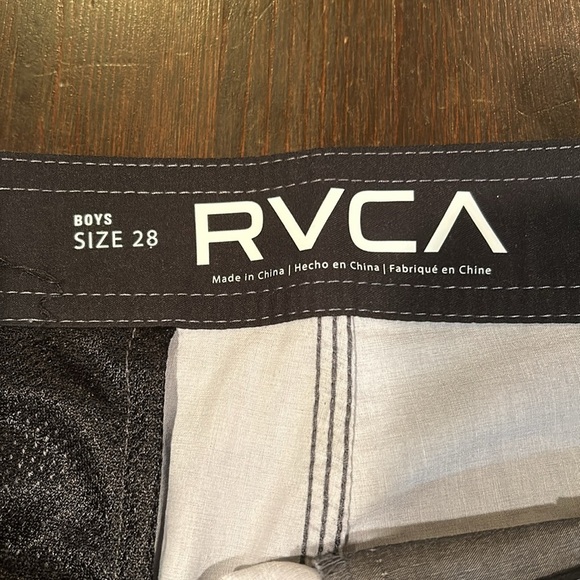 BOYS
SIZE 28
RVCA
Made in China | Hecho en China | Fabriqué en Chine